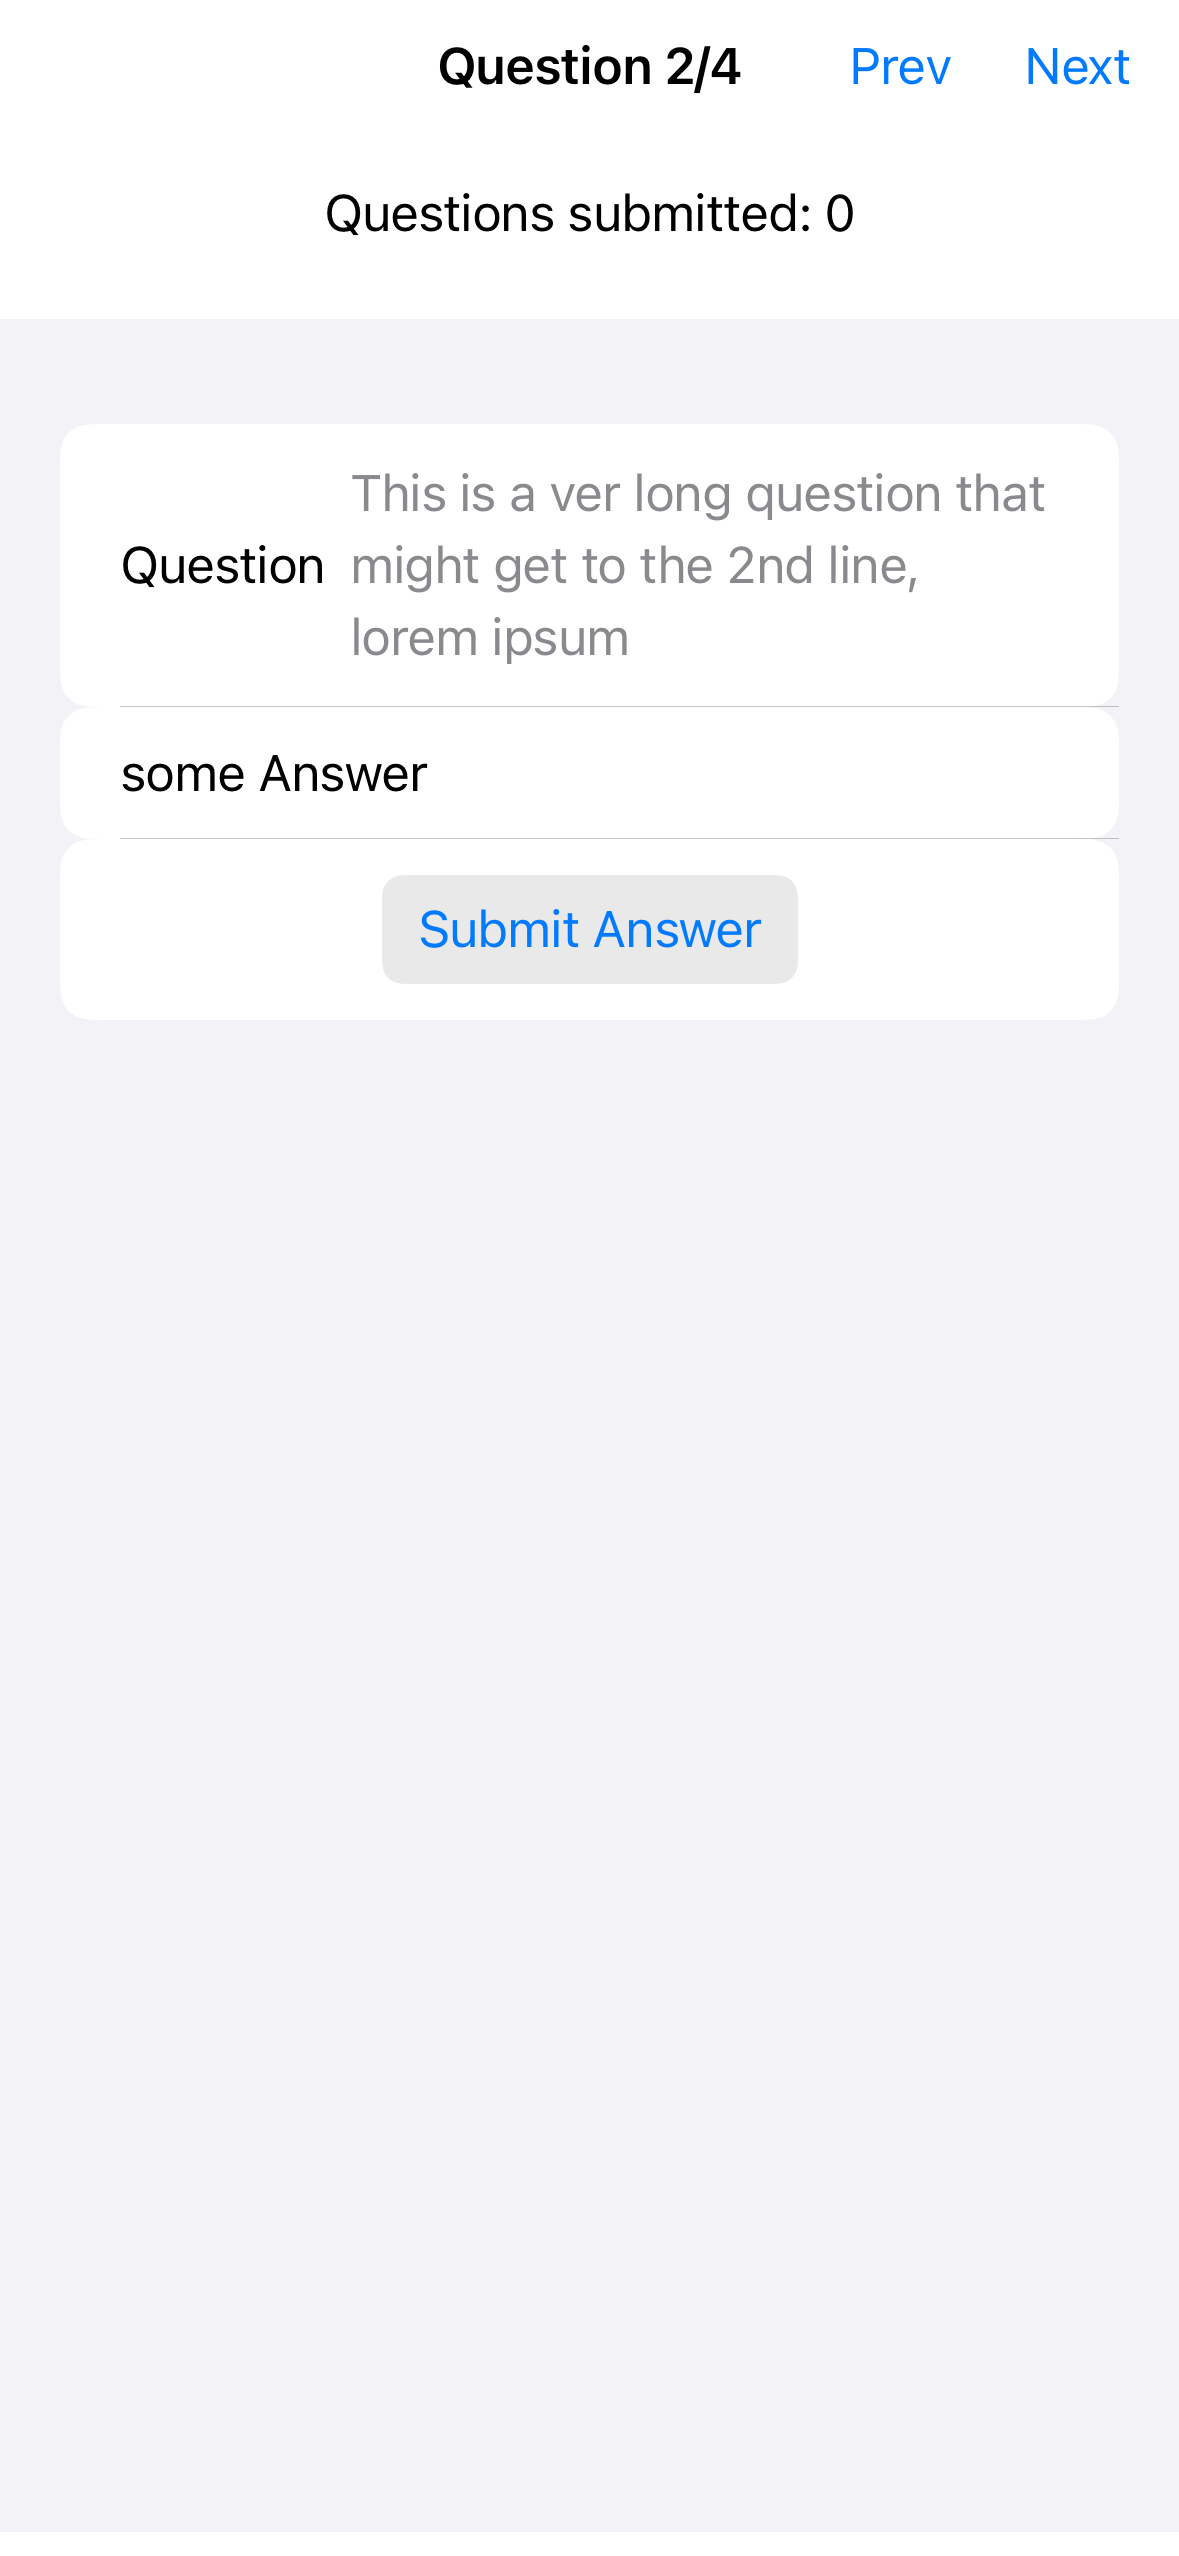 Question 2/4 Prev Next
Questions submitted: 0
This is a ver long question that
Question might get to the 2nd line,
lorem ipsum
some Answer
Submit Answer